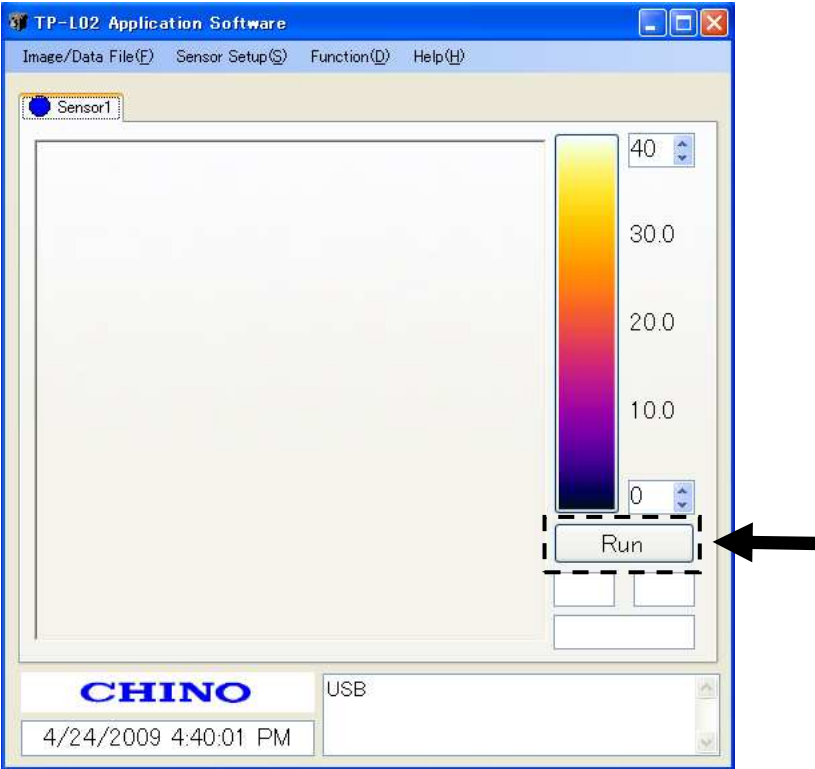 TP-L02 Application Software
Image/Data File(F) Sensor Setup(S) Function(D) Help(H)
Sensor1
40
30.0
20.0
10.0
0
Run
CHINO
USB
4/24/2009 4:40:01 PM